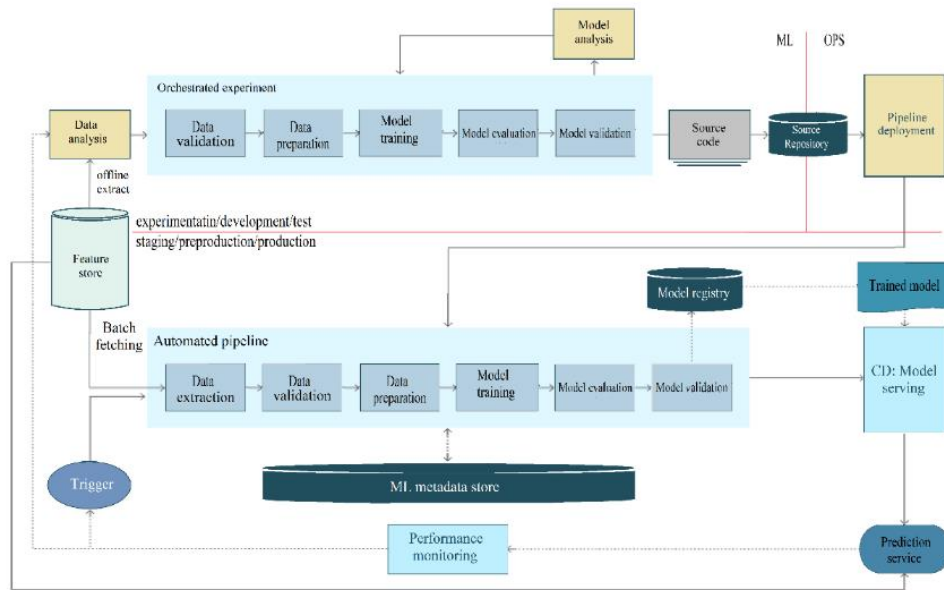 Model
analysis
ML
OPS
Orchestrated experiment
Data
analysis
Data
validation
Data
preparation
Model
training
Model evaluation
Model validation
Source
code
Source
Repository
Pipeline
deployment
offline
extract
experimentatin/development/test
staging/preproduction/production
Feature
store
Batch
fetching
Model registry
Trained model
Automated pipeline
Data
extraction
Data
validation
Data
preparation
Model
training
Model evaluation
Model validation
CD: Model
serving
Trigger
ML metadata store
Performance
monitoring
Prediction
service